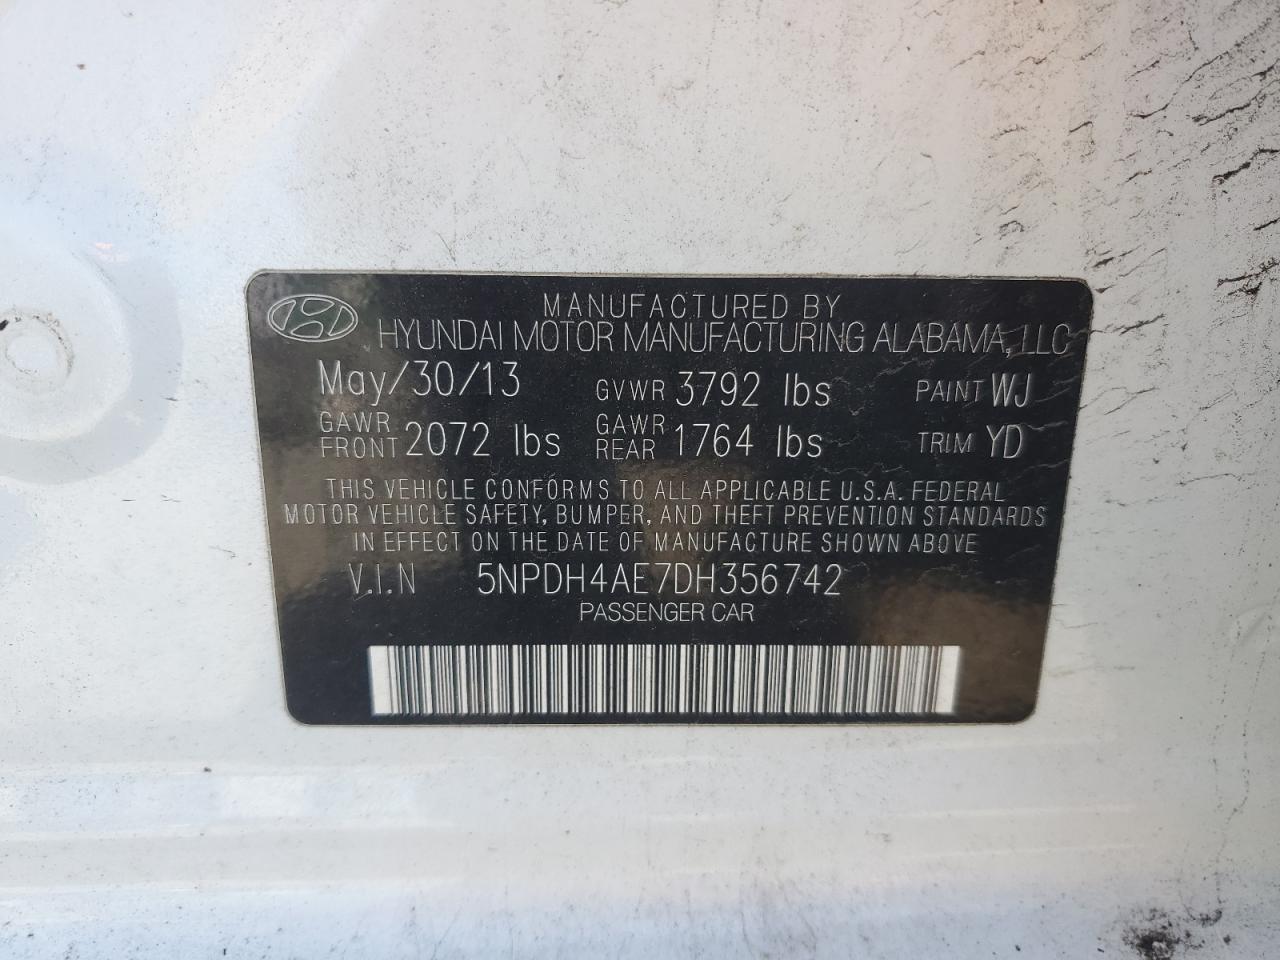 MANUFACTURED BY
HYUNDAI MOTOR MANUFACTURING ALABAMA, LLC
May/30/13 GVWR 3792 lbs PAINT WJ
GAWR FRONT 2072 lbs GAWR REAR 1764 lbs TRIM YD
THIS VEHICLE CONFORMS TO ALL APPLICABLE U.S.A. FEDERAL
MOTOR VEHICLE SAFETY, BUMPER, AND THEFT PREVENTION STANDARDS
IN EFFECT ON THE DATE OF MANUFACTURE SHOWN ABOVE
V.I.N 5NPDH4AE7DH356742
PASSENGER CAR